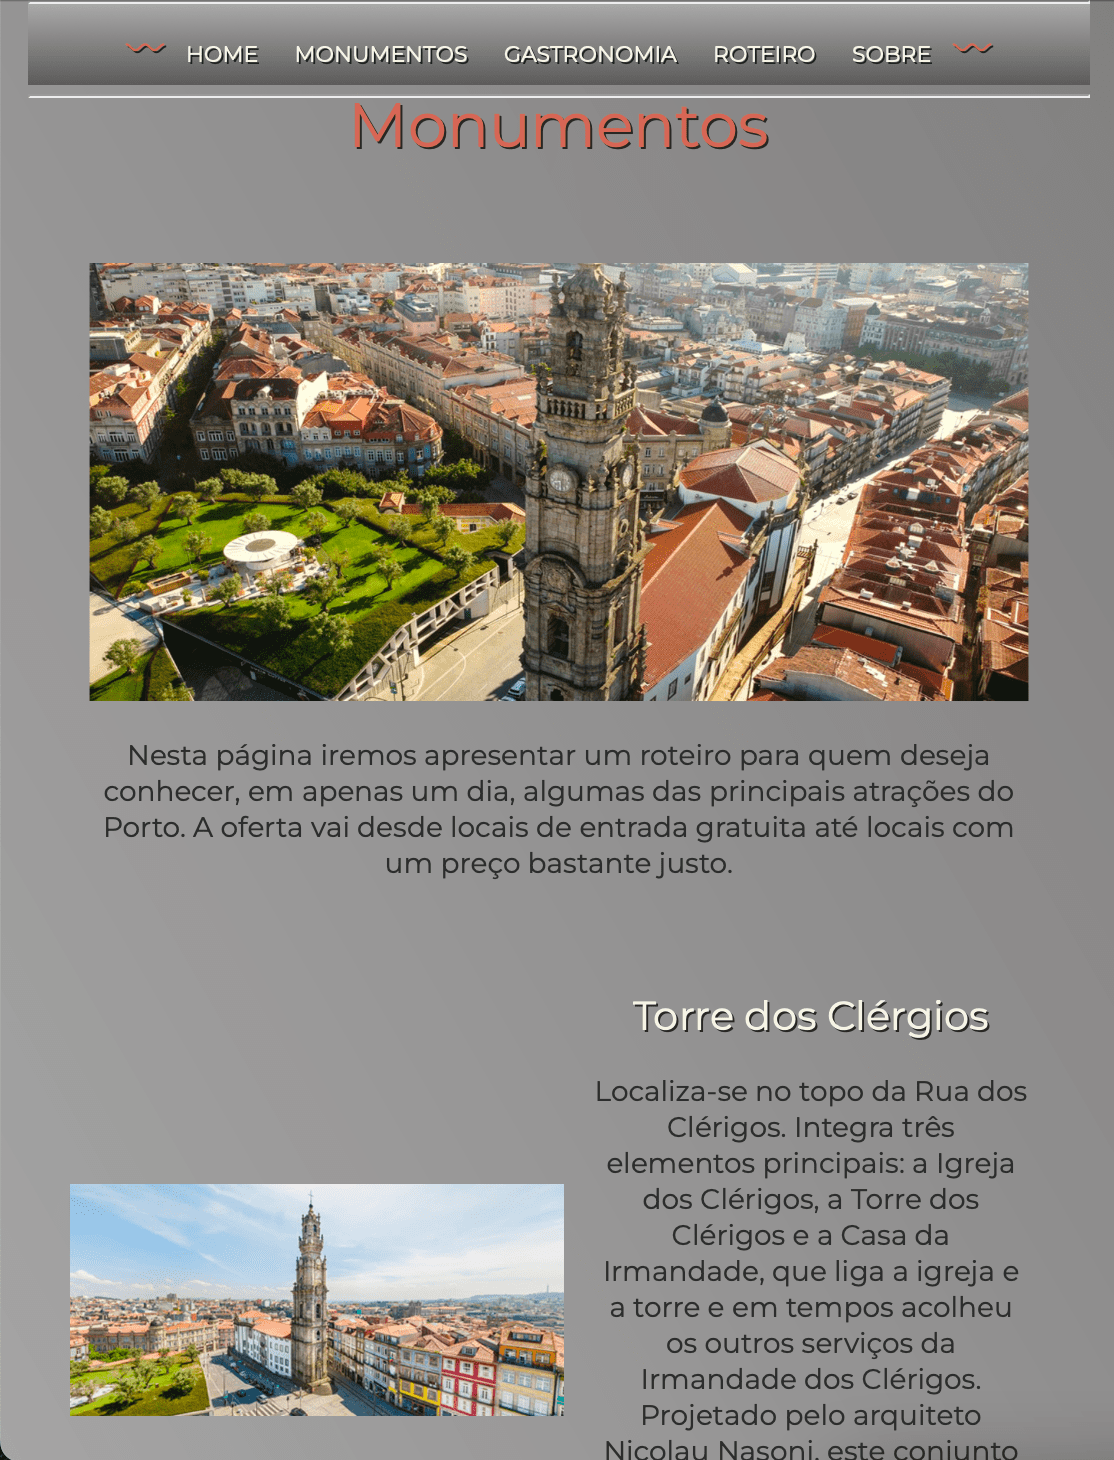 HOME MONUMENTOS GASTRONOMIA ROTEIRO SOBRE
Monumentos
Nesta página iremos apresentar um roteiro para quem deseja
conhecer, em apenas um dia, algumas das principais atrações do
Porto. A oferta vai desde locais de entrada gratuita até locais com
um preço bastante justo.
Torre dos Clérgios
Localiza-se no topo da Rua dos
Clérigos. Integra três
elementos principais: a Igreja
dos Clérigos, a Torre dos
Clérigos e a Casa da
Irmandade, que liga a igreja e
a torre e em tempos acolheu
os outros serviços da
Irmandade dos Clérigos.
Projetado pelo arquiteto
Nicolau Nasoni, este conjunto